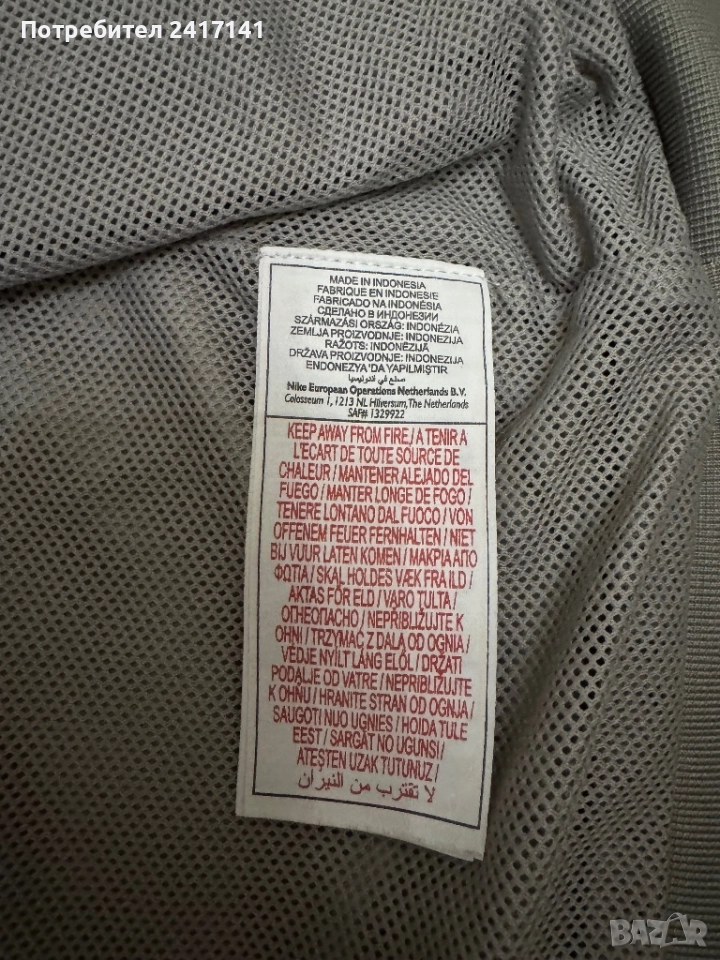 Потребител 2417141
MADE IN INDONESIA
FABRIQUE EN INDONESIE
FABRICADO NA INDONÉSIA
СДЕЛАНО В ИНДОНЕЗИИ
SZÁRMAZÁSI ORSZÁG: INDONÉZIA
ZEMLJA PROIZVODNJE: INDONEZIJA
RAŽOTS: INDONĒZIJĀ
DRŽAVA PROIZVODNJE: INDONEZIJA
ENDONEZYA'DA YAPILMIŞTIR
صنع في اندونيسيا
Nike European Operations Netherlands B.V.
Colosseum 1, 1213 NL Hilversum, The Netherlands
SAF# 1329922
KEEP AWAY FROM FIRE / A TENIR A
L'ECART DE TOUTE SOURCE DE
CHALEUR / MANTENER ALEJADO DEL
FUEGO / MANTER LONGE DE FOGO /
TENERE LONTANO DAL FUOCO / VON
OFFENEM FEUER FERNHALTEN / NIET
BIJ VUUR LATEN KOMEN / ΜΑΚΡΙΑ ΑΠΟ
ΦΩΤΙΑ / SKAL HOLDES VÆK FRA ILD /
AKTAS FÖR ELD / VARO TULTA /
ОГНЕОПАСНО / NEPŘIBLIŽUJTE K
OHNI / TRZYMAĆ Z DALA OD OGNIA /
VÉDJE NYÍLT LÁNG ELŐL / DRŽATI
PODALJE OD VATRE / NEPRIBLIŽUJTE
K OHŇU / HRANITE STRAN OD OGNJA /
SAUGOTI NUO UGNIES / HOIDA TULE
EEST / SARGĀT NO UGUNS /
ATEŞTEN UZAK TUTUNUZ /
لا تقترب من النيران
BAZAR